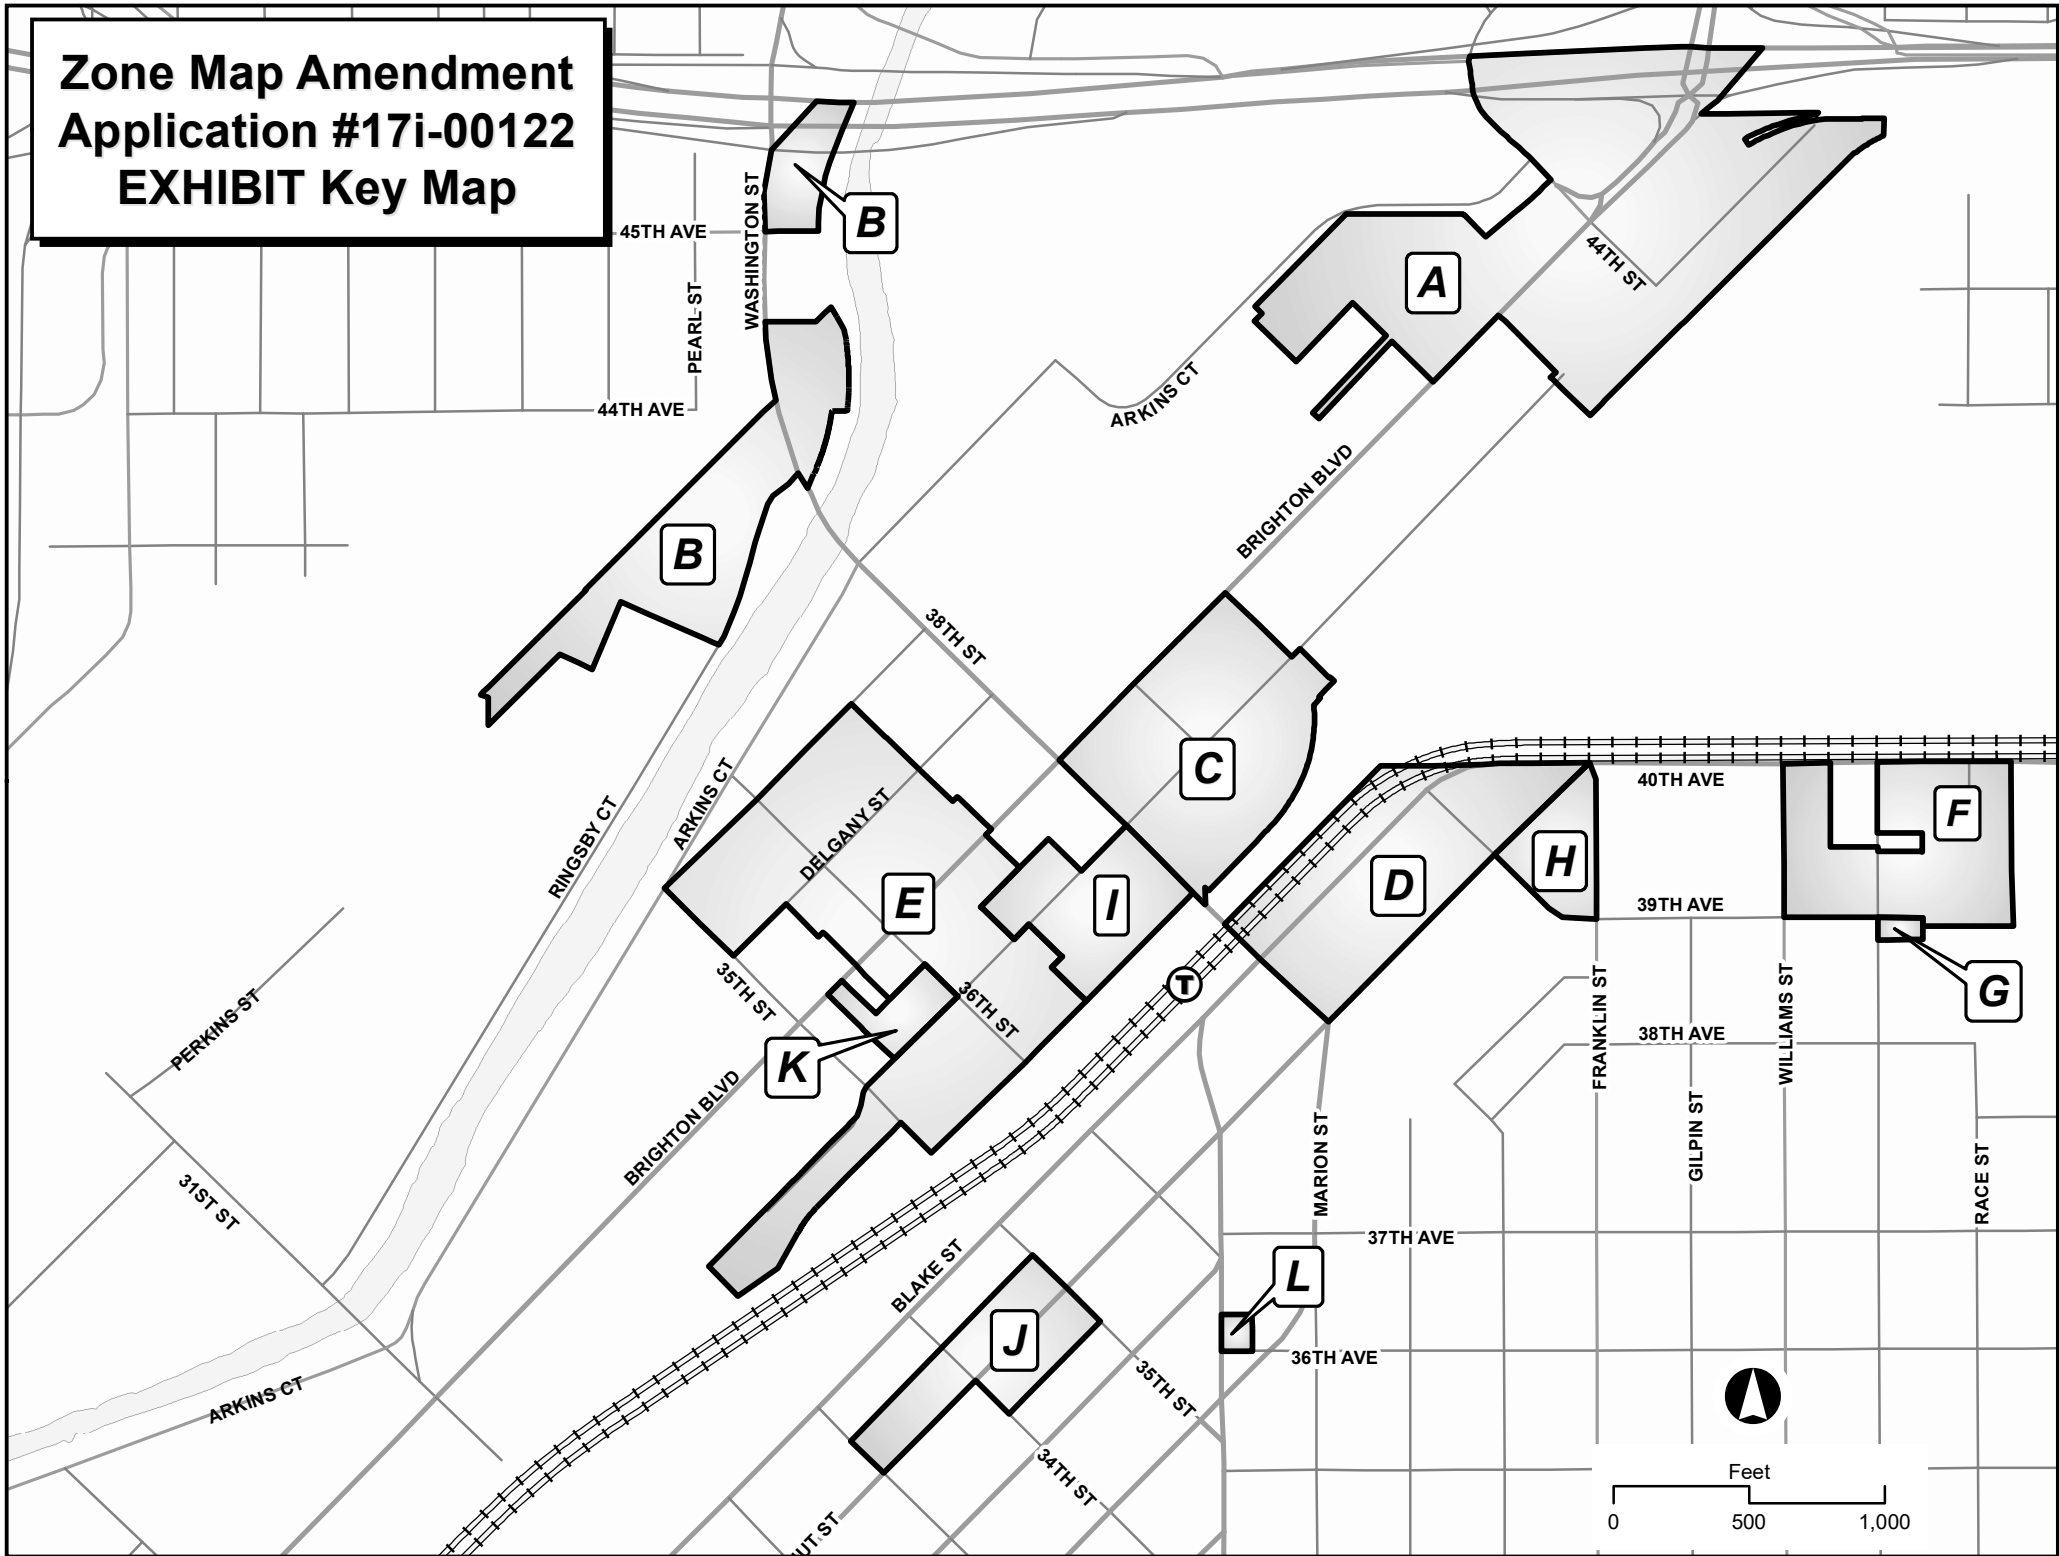 Zone Map Amendment
Application #17i-00122
EXHIBIT Key Map
B
45TH AVE
WASHINGTON ST
PEARL ST
44TH AVE
A
44TH ST
ARKINS CT
BRIGHTON BLVD
B
38TH ST
C
40TH AVE
F
RINGSBY CT
ARKINS CT
DELGANY ST
E
I
D
H
39TH AVE
G
35TH ST
36TH ST
T
K
PERKINS ST
BRIGHTON BLVD
FRANKLIN ST
38TH AVE
WILLIAMS ST
GILPIN ST
MARION ST
RACE ST
31ST ST
37TH AVE
BLAKE ST
L
J
36TH AVE
35TH ST
ARKINS CT
34TH ST
UT ST
Feet
0 500 1,000